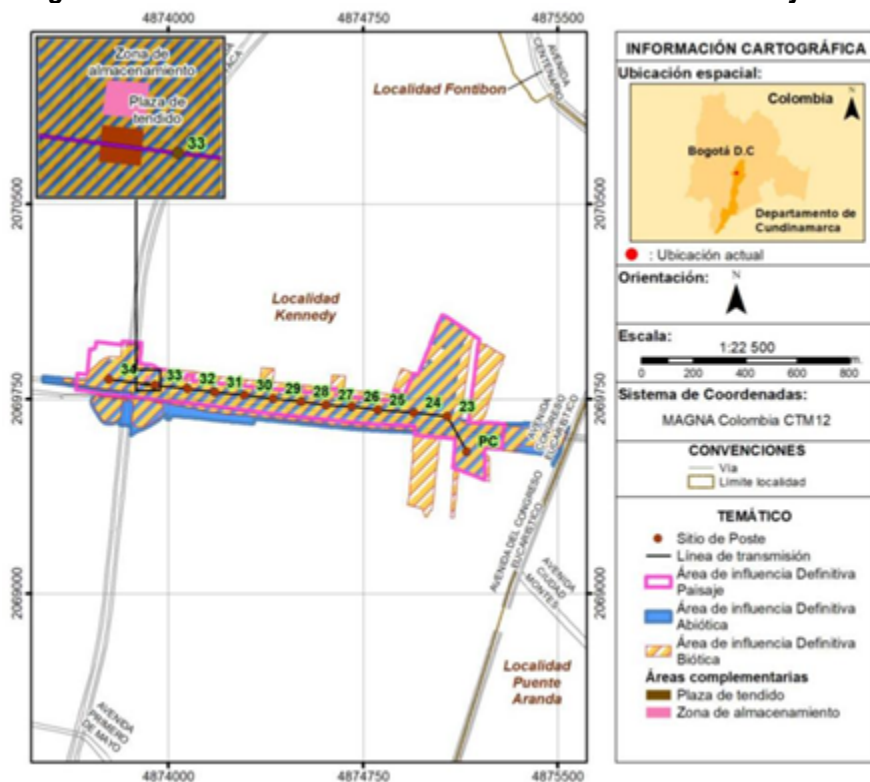 4874000
4874750
4875500
Zona de
almacenamiento
Plaza de
tendido
33
AVENIDA
CENTENARIO
Localidad Fontibon
2070500
2070500
Localidad
Kennedy
34
33
32
31
30
29
28
27
26
25
24
23
PC
2069750
2069750
AVENIDA
CONGRESO
EUCARISTICO
AVENIDA DEL CONGRESO
EUCARISTICO
AVENIDA
CIUDAD
MONTES
2069000
2069000
Localidad
Puente
Aranda
AVENIDA
PRIMERO
DE MAYO
4874000
4874750
4875500
INFORMACIÓN CARTOGRÁFICA
Ubicación espacial:
Colombia
N
Bogotá D.C
Departamento de
Cundinamarca
: Ubicación actual
Orientación:
N
Escala:
1:22 500
0 200 400 600 800
m.
Sistema de Coordenadas:
MAGNA Colombia CTM12
CONVENCIONES
Vía
Límite localidad
TEMÁTICO
Sitio de Poste
Línea de transmisión
Área de influencia Definitiva
Paisaje
Área de influencia Definitiva
Abiótica
Área de influencia Definitiva
Biótica
Áreas complementarias
Plaza de tendido
Zona de almacenamiento